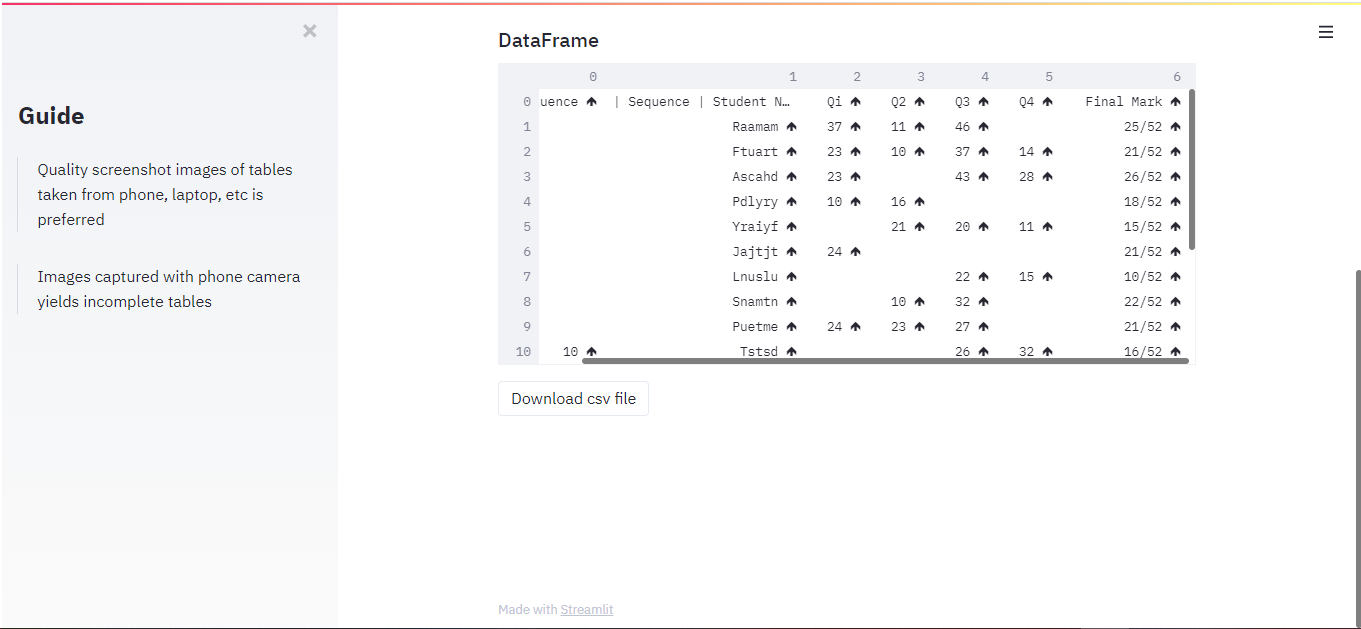 ×
Guide
Quality screenshot images of tables
taken from phone, laptop, etc is
preferred
Images captured with phone camera
yields incomplete tables
DataFrame
0 1 2 3 4 5 6
0 uence ↑ | Sequence | Student N… Qi ↑ Q2 ↑ Q3 ↑ Q4 ↑ Final Mark ↑
1 Raamam ↑ 37 ↑ 11 ↑ 46 ↑ 25/52 ↑
2 Ftuart ↑ 23 ↑ 10 ↑ 37 ↑ 14 ↑ 21/52 ↑
3 Ascahd ↑ 23 ↑ 43 ↑ 28 ↑ 26/52 ↑
4 Pdlyry ↑ 10 ↑ 16 ↑ 18/52 ↑
5 Yraiyf ↑ 21 ↑ 20 ↑ 11 ↑ 15/52 ↑
6 Jajtjt ↑ 24 ↑ 21/52 ↑
7 Lnuslu ↑ 22 ↑ 15 ↑ 10/52 ↑
8 Snamtn ↑ 10 ↑ 32 ↑ 22/52 ↑
9 Puetme ↑ 24 ↑ 23 ↑ 27 ↑ 21/52 ↑
10 10 ↑ Tstsd ↑ 26 ↑ 32 ↑ 16/52 ↑
Download csv file
Made with Streamlit